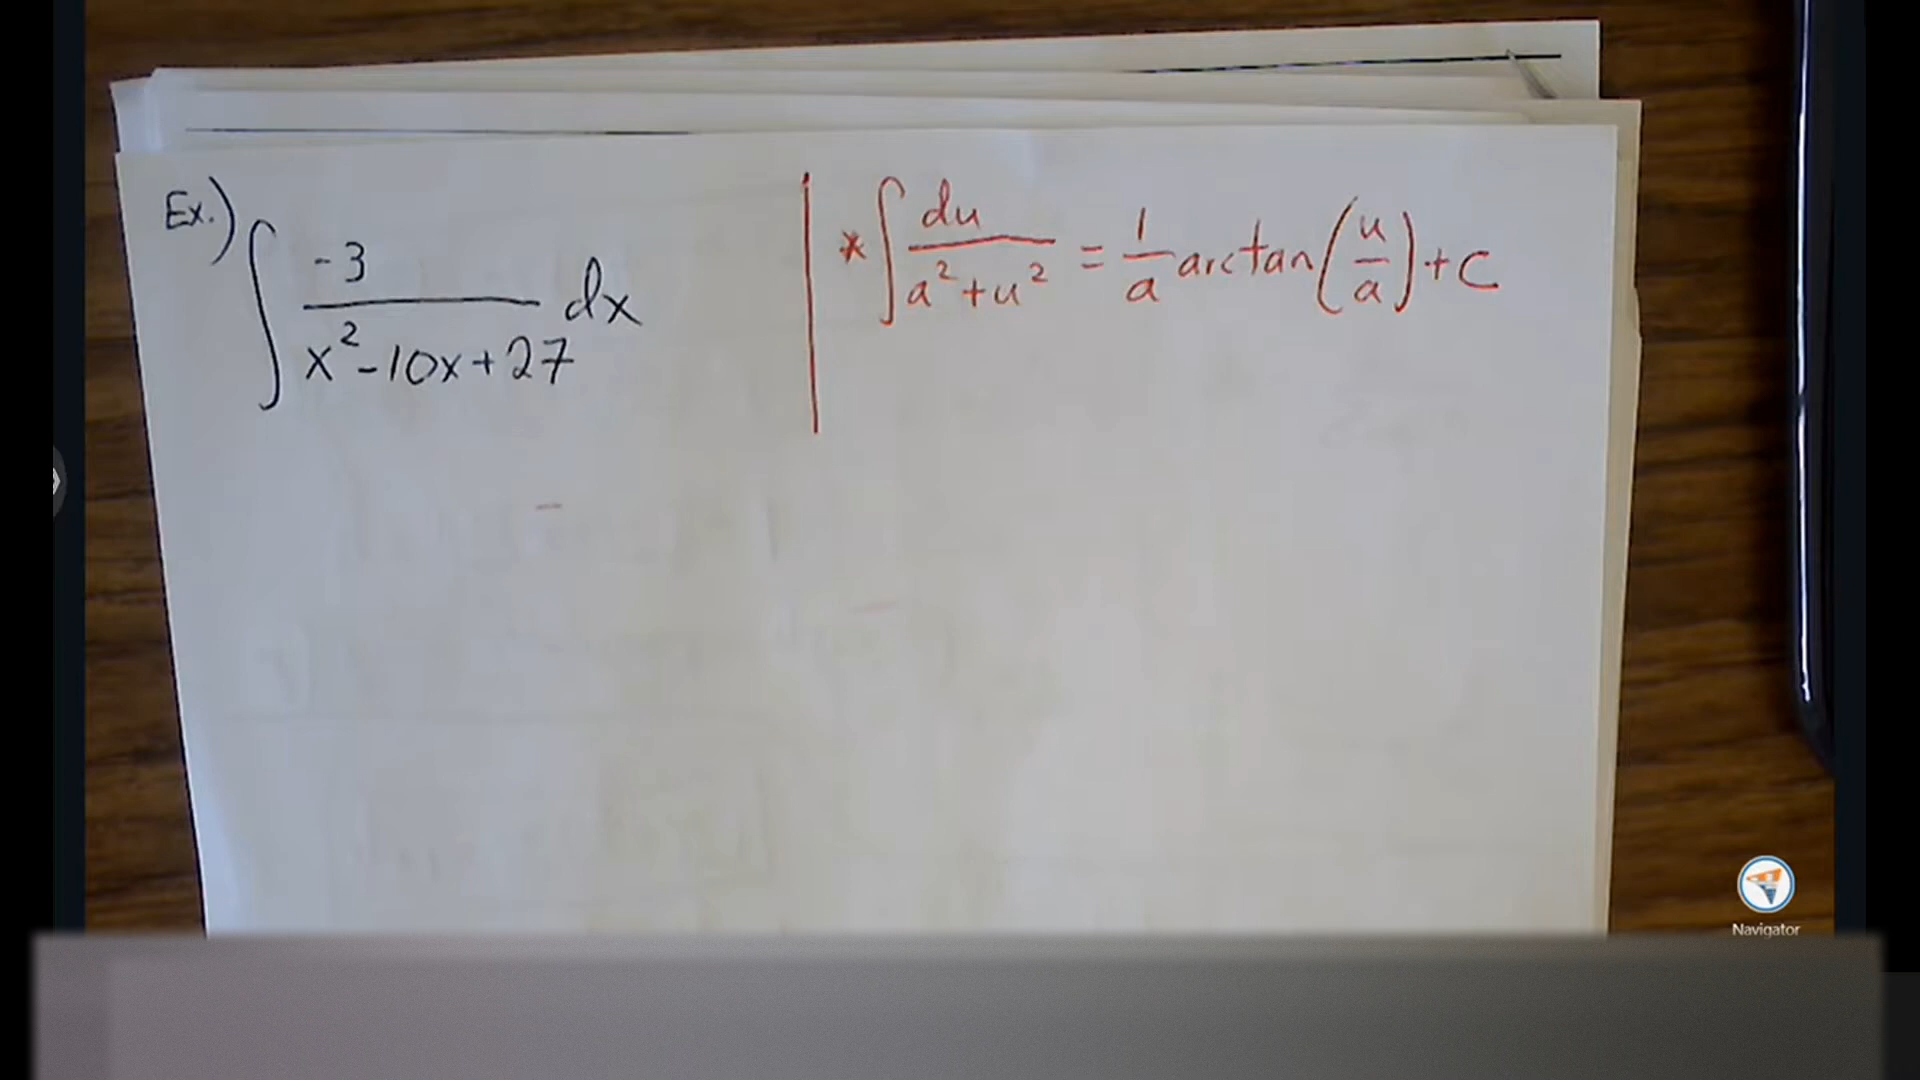 Ex.) ∫ -3/(x²-10x+27) dx
* ∫ du/(a²+u²) = 1/a arctan(u/a)+C
Navigator